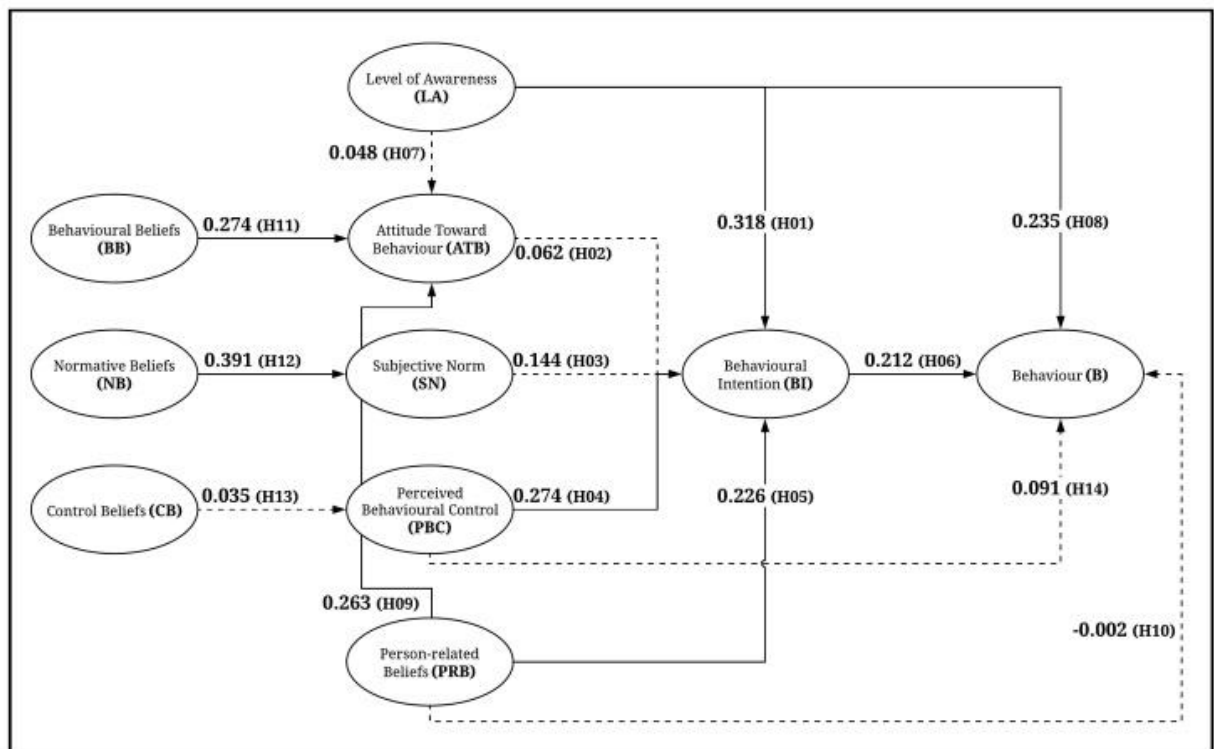 Level of Awareness
(LA)
0.048 (H07)
Behavioural Beliefs
(BB)
0.274 (H11)
Attitude Toward
Behaviour (ATB)
0.062 (H02)
0.318 (H01)
0.235 (H08)
Normative Beliefs
(NB)
0.391 (H12)
Subjective Norm
(SN)
0.144 (H03)
Behavioural
Intention (BI)
0.212 (H06)
Behaviour (B)
Control Beliefs (CB)
0.035 (H13)
Perceived
Behavioural Control
(PBC)
0.274 (H04)
0.226 (H05)
0.091 (H14)
0.263 (H09)
Person-related
Beliefs (PRB)
-0.002 (H10)